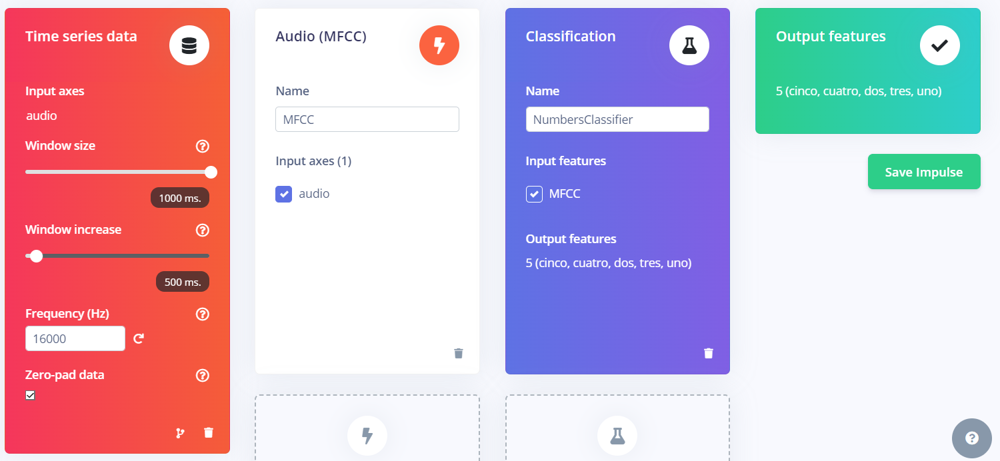 Time series data
Input axes
audio
Window size
1000 ms.
Window increase
500 ms.
Frequency (Hz)
16000
Zero-pad data
Audio (MFCC)
Name
MFCC
Input axes (1)
audio
Classification
Name
NumbersClassifier
Input features
MFCC
Output features
5 (cinco, cuatro, dos, tres, uno)
Output features
5 (cinco, cuatro, dos, tres, uno)
Save Impulse